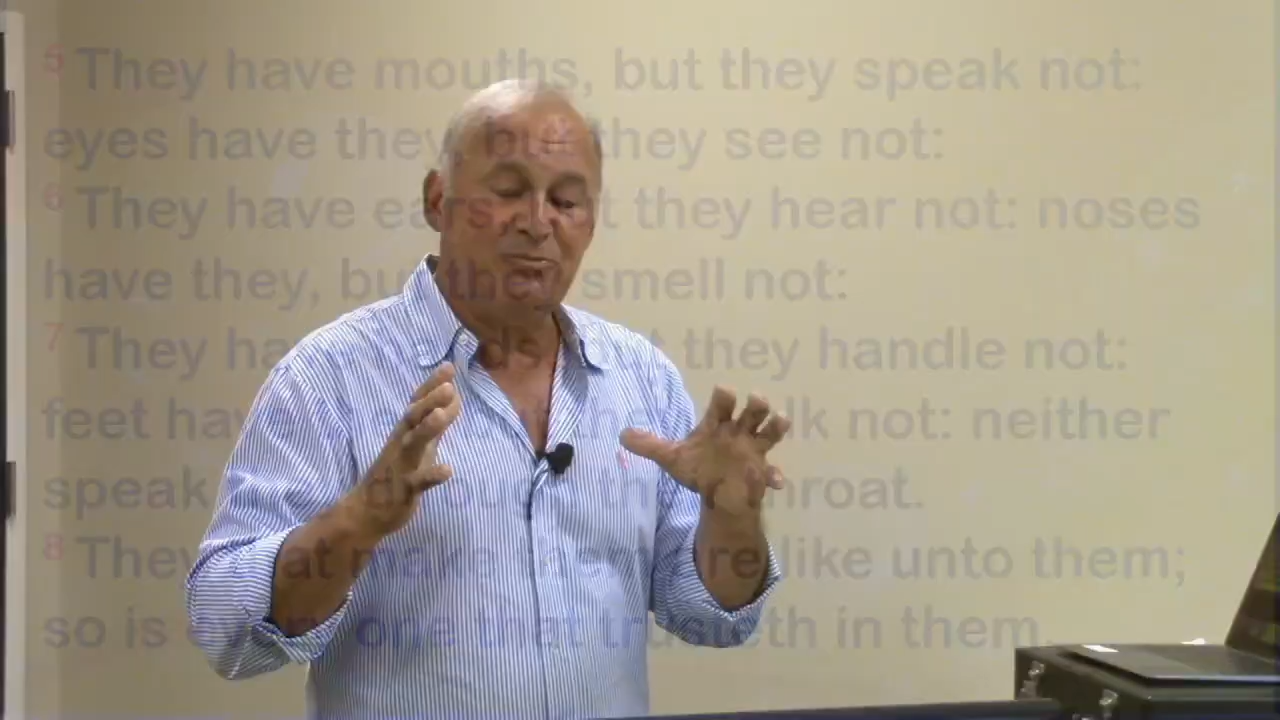 5 They have mouths, but they speak not:
eyes have they, but they see not:
6 They have ears, but they hear not: noses
have they, but they smell not:
7 They have hands, but they handle not:
feet have they, but they walk not: neither
speak they through their throat.
8 They that make them are like unto them;
so is every one that trusteth in them.